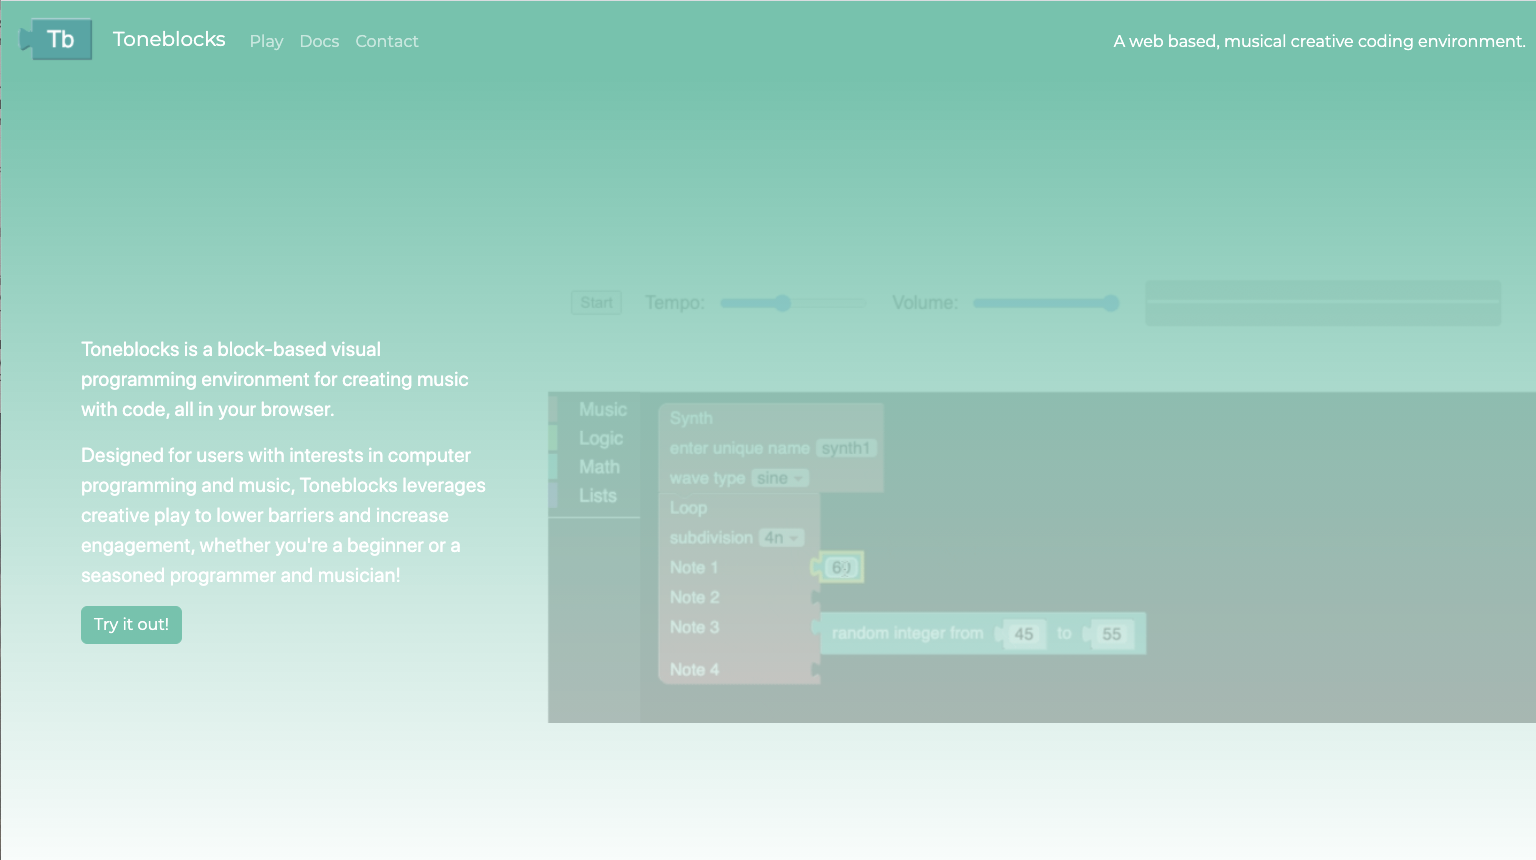 Tb
Toneblocks
Play
Docs
Contact
A web based, musical creative coding environment.
Toneblocks is a block-based visual
programming environment for creating music
with code, all in your browser.
Designed for users with interests in computer
programming and music, Toneblocks leverages
creative play to lower barriers and increase
engagement, whether you're a beginner or a
seasoned programmer and musician!
Try it out!
Start
Tempo:
Volume:
Music
Logic
Math
Lists
Synth
enter unique name synth1
wave type sine
Loop
subdivision 4n
Note 1 60
Note 2
Note 3 random integer from 45 to 55
Note 4